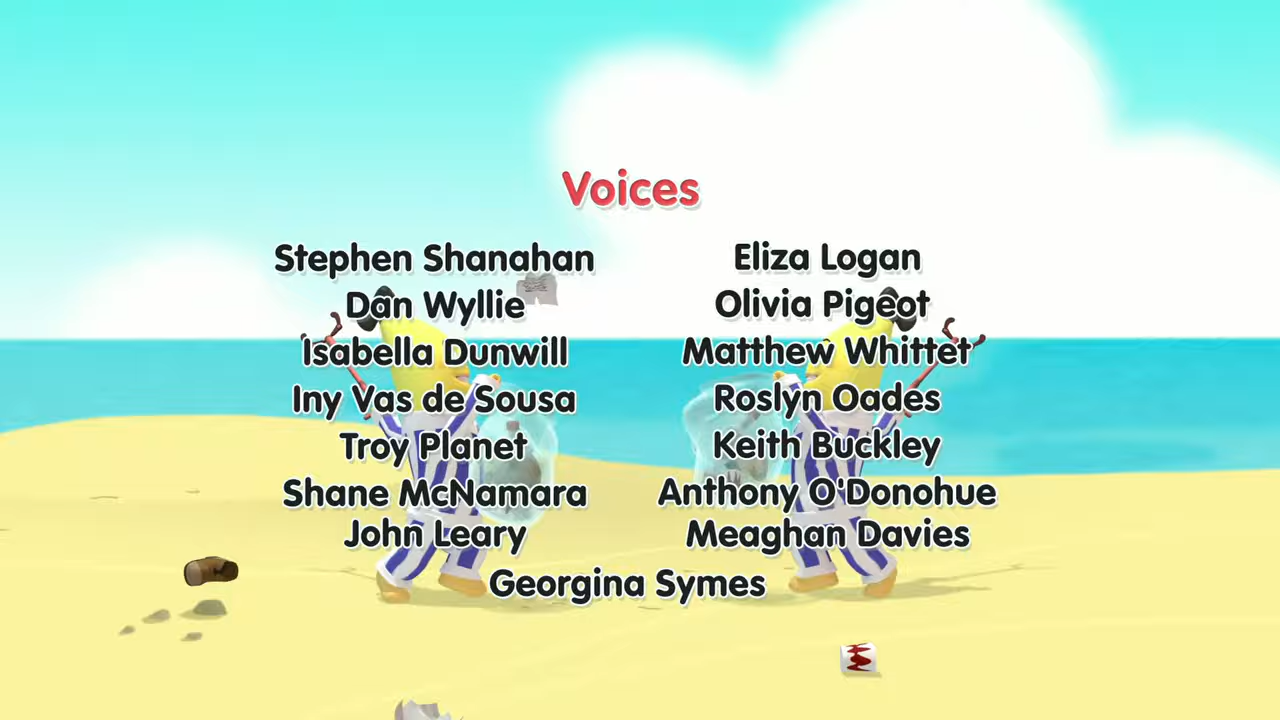 Voices
Stephen Shanahan Eliza Logan
Dan Wyllie Olivia Pigeot
Isabella Dunwill Matthew Whittet
Iny Vas de Sousa Roslyn Oades
Troy Planet Keith Buckley
Shane McNamara Anthony O'Donohue
John Leary Meaghan Davies
Georgina Symes